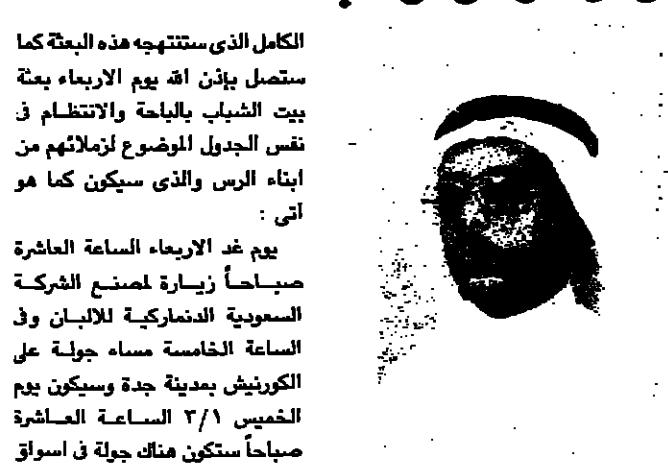 الكامل الذى ستنتهجه هذه البعثة كما
ستصل بإذن الله يوم الاربعاء بعثة
بيت الشباب بالباحة والانتظام فى
نفس الجدول الموضوع لزملائهم من
ابناء الرس والذى سيكون كما هو
آتى :
يوم غد الاربعاء الساعة العاشرة
صباحاً زيارة لمصنع الشركة
السعودية الدنماركية للالبان وفى
الساعة الخامسة مساء جولة على
الكورنيش بمدينة جدة وسيكون يوم
الخميس ٣/١ الساعة العاشرة
صباحاً ستكون هناك جولة فى اسواق